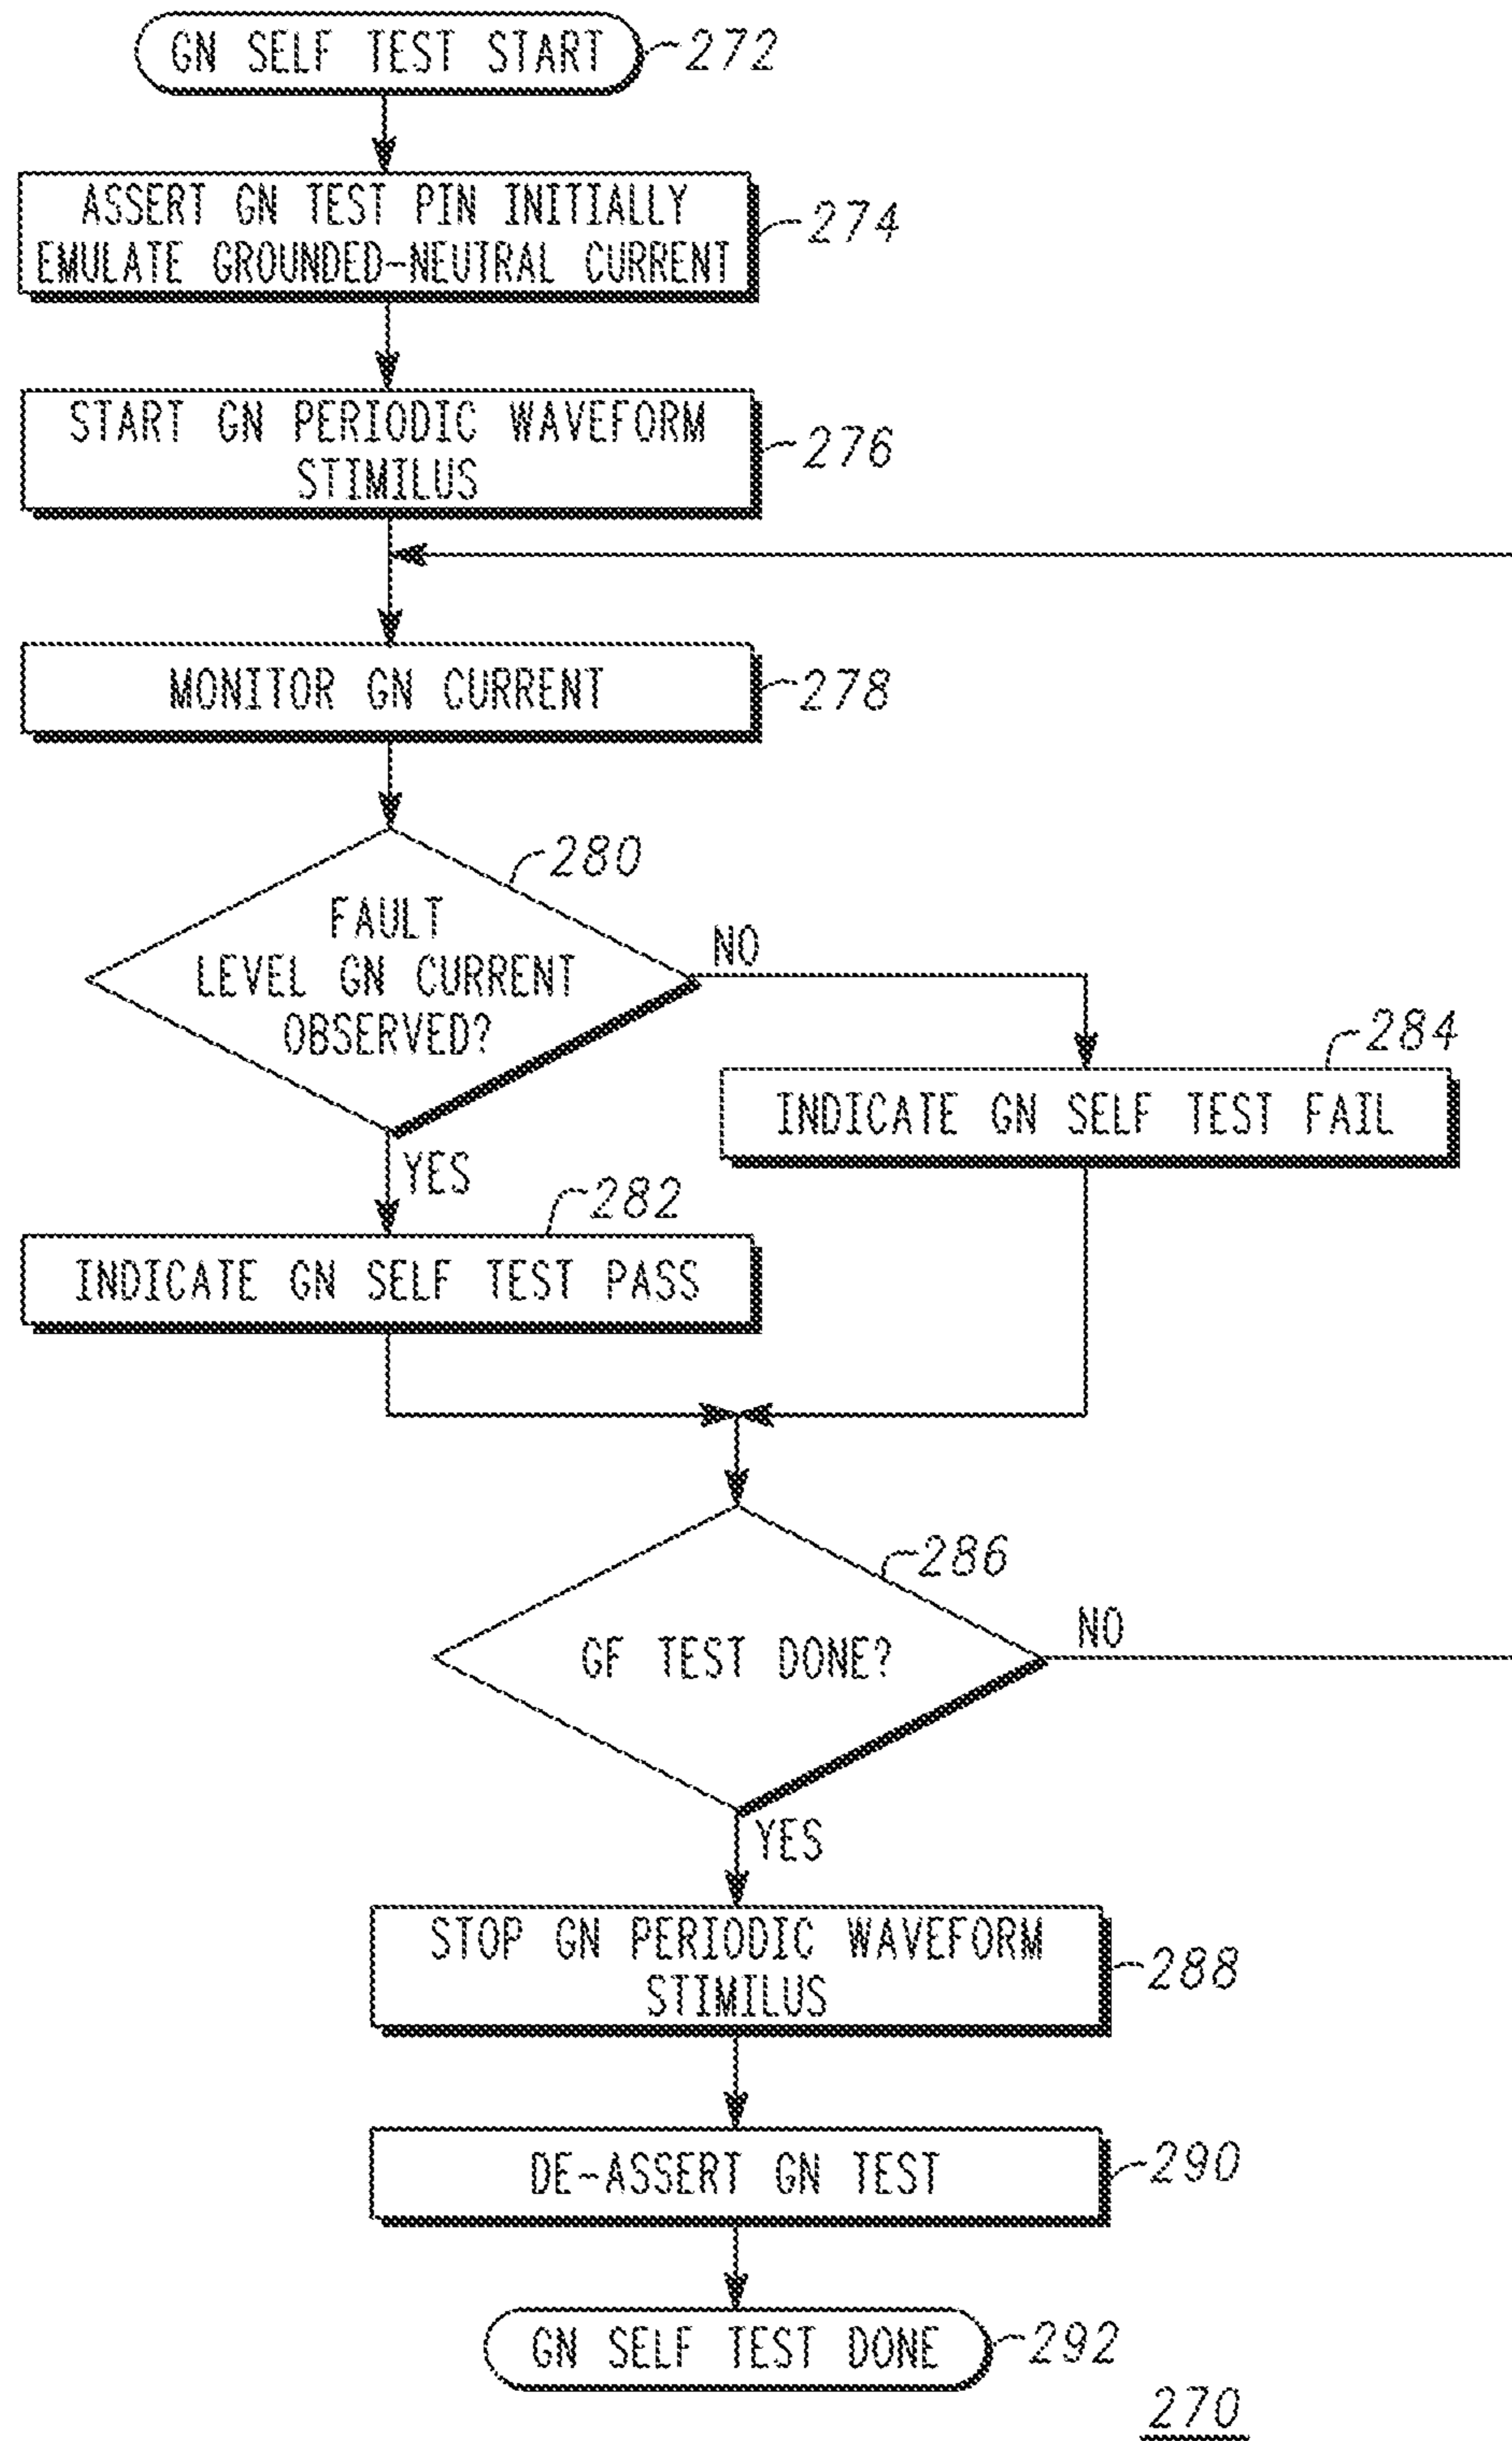 GN SELF TEST START
272
ASSERT GN TEST PIN INITIALLY
EMULATE GROUNDED-NEUTRAL CURRENT
274
START GN PERIODIC WAVEFORM
STIMILUS
276
MONITOR GN CURRENT
278
280
FAULT
LEVEL GN CURRENT
OBSERVED?
NO
284
INDICATE GN SELF TEST FAIL
YES
282
INDICATE GN SELF TEST PASS
286
GF TEST DONE?
NO
YES
STOP GN PERIODIC WAVEFORM
STIMILUS
288
DE-ASSERT GN TEST
290
GN SELF TEST DONE
292
270